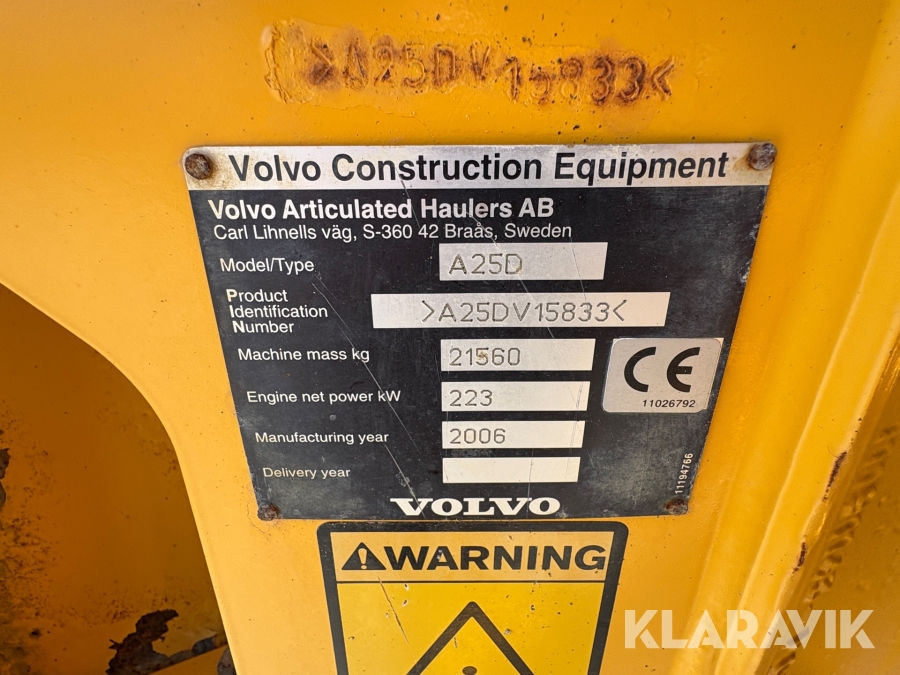 >A25DV15833<
Volvo Construction Equipment
Volvo Articulated Haulers AB
Carl Lihnells väg, S-360 42 Braås, Sweden
Model/Type A25D
Product
Identification
Number >A25DV15833<
Machine mass kg 21560
CE
Engine net power kW 223
11026792
Manufacturing year 2006
Delivery year
11194766
VOLVO
WARNING
KLARAVIK